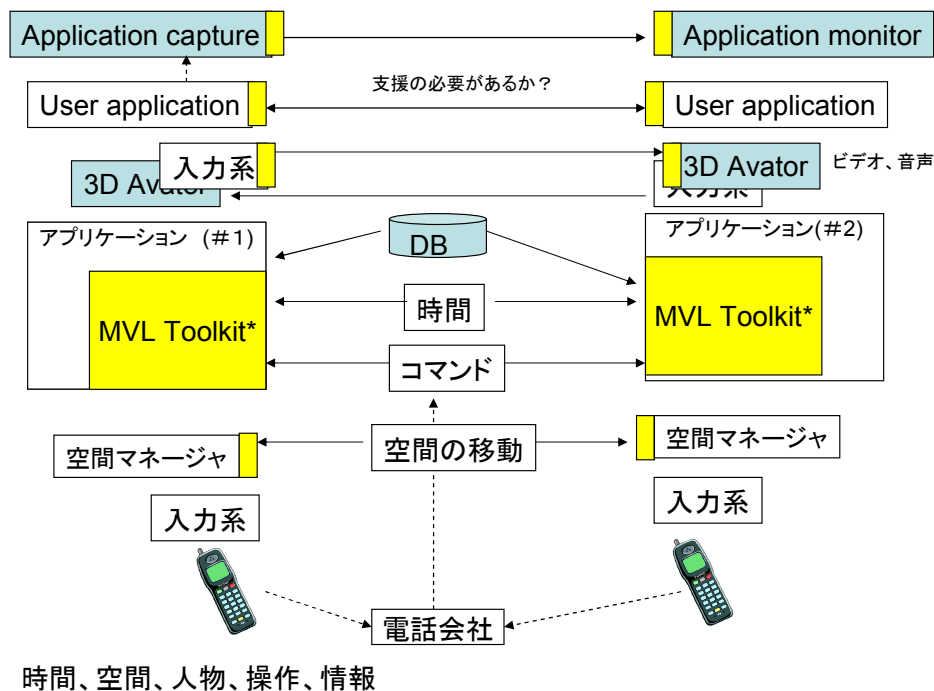 Application capture
Application monitor
User application
支援の必要があるか?
User application
入力系
3D Avator
3D Avator
ビデオ、音声
入力系
アプリケーション (#1)
DB
アプリケーション(#2)
MVL Toolkit*
時間
MVL Toolkit*
コマンド
空間マネージャ
空間の移動
空間マネージャ
入力系
入力系
電話会社
時間、空間、人物、操作、情報